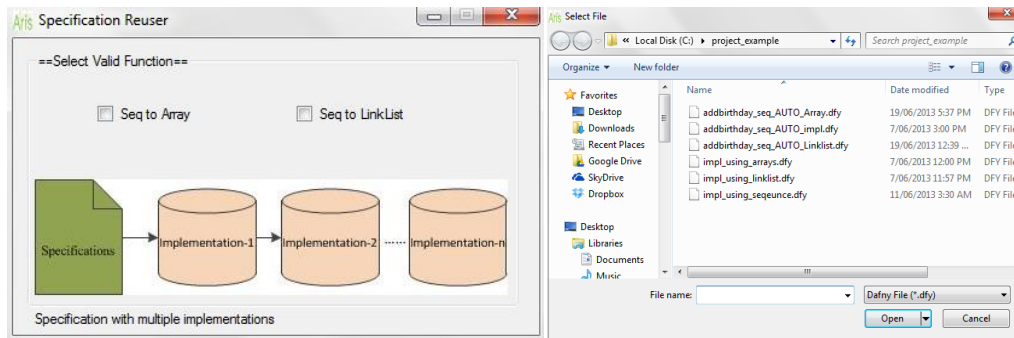 Aris Specification Reuser
==Select Valid Function==
Seq to Array
Seq to LinkList
Specifications
Implementation-1
Implementation-2
......
Implementation-n
Specification with multiple implementations
Aris Select File
« Local Disk (C:) ▸ project_example
Search project_example
Organize
New folder
Name Date modified Type
Favorites
Desktop
Downloads
Recent Places
Google Drive
SkyDrive
Dropbox
Desktop
Libraries
Documents
Music
addbirthday_seq_AUTO_Array.dfy 19/06/2013 5:37 PM DFY File
addbirthday_seq_AUTO_impl.dfy 7/06/2013 3:00 PM DFY File
addbirthday_seq_AUTO_Linklist.dfy 19/06/2013 12:39 ... DFY File
impl_using_arrays.dfy 7/06/2013 12:00 PM DFY File
impl_using_linklist.dfy 7/06/2013 11:57 PM DFY File
impl_using_seqeunce.dfy 11/06/2013 3:30 AM DFY File
File name:
Dafny File (*.dfy)
Open
Cancel